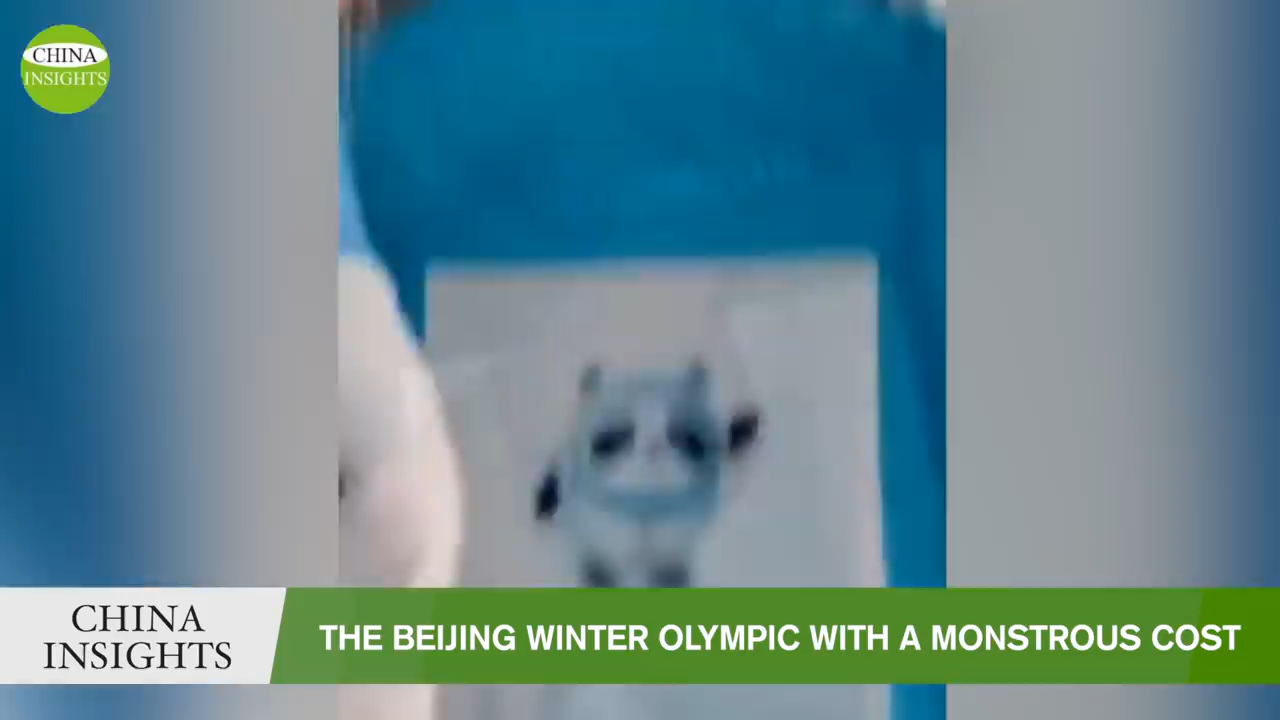 CHINA
INSIGHTS
CHINA
INSIGHTS
THE BEIJING WINTER OLYMPIC WITH A MONSTROUS COST